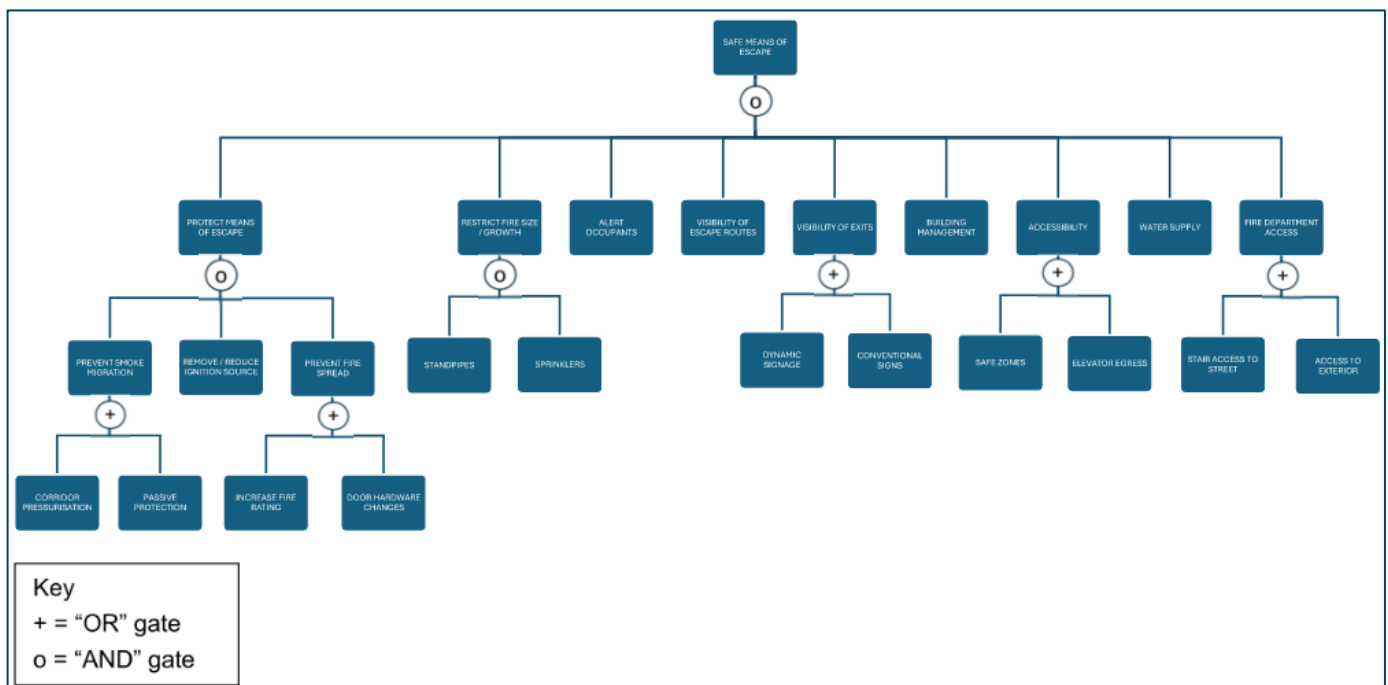 SAFE MEANS OF
ESCAPE
o
PROTECT MEANS
OF ESCAPE
RESTRICT FIRE SIZE
/ GROWTH
ALERT
OCCUPANTS
VISIBILITY OF
ESCAPE ROUTES
VISIBILITY OF EXITS
BUILDING
MANAGEMENT
ACCESSIBILITY
WATER SUPPLY
FIRE DEPARTMENT
ACCESS
o
o
+
+
+
PREVENT SMOKE
MIGRATION
REMOVE / REDUCE
IGNITION SOURCE
PREVENT FIRE
SPREAD
STANDPIPES
SPRINKLERS
DYNAMIC
SIGNAGE
CONVENTIONAL
SIGNS
SAFE ZONES
ELEVATOR EGRESS
STAIR ACCESS TO
STREET
ACCESS TO
EXTERIOR
+
+
CORRIDOR
PRESSURISATION
PASSIVE
PROTECTION
INCREASE FIRE
RATING
DOOR HARDWARE
CHANGES
Key
+ = “OR” gate
o = “AND” gate